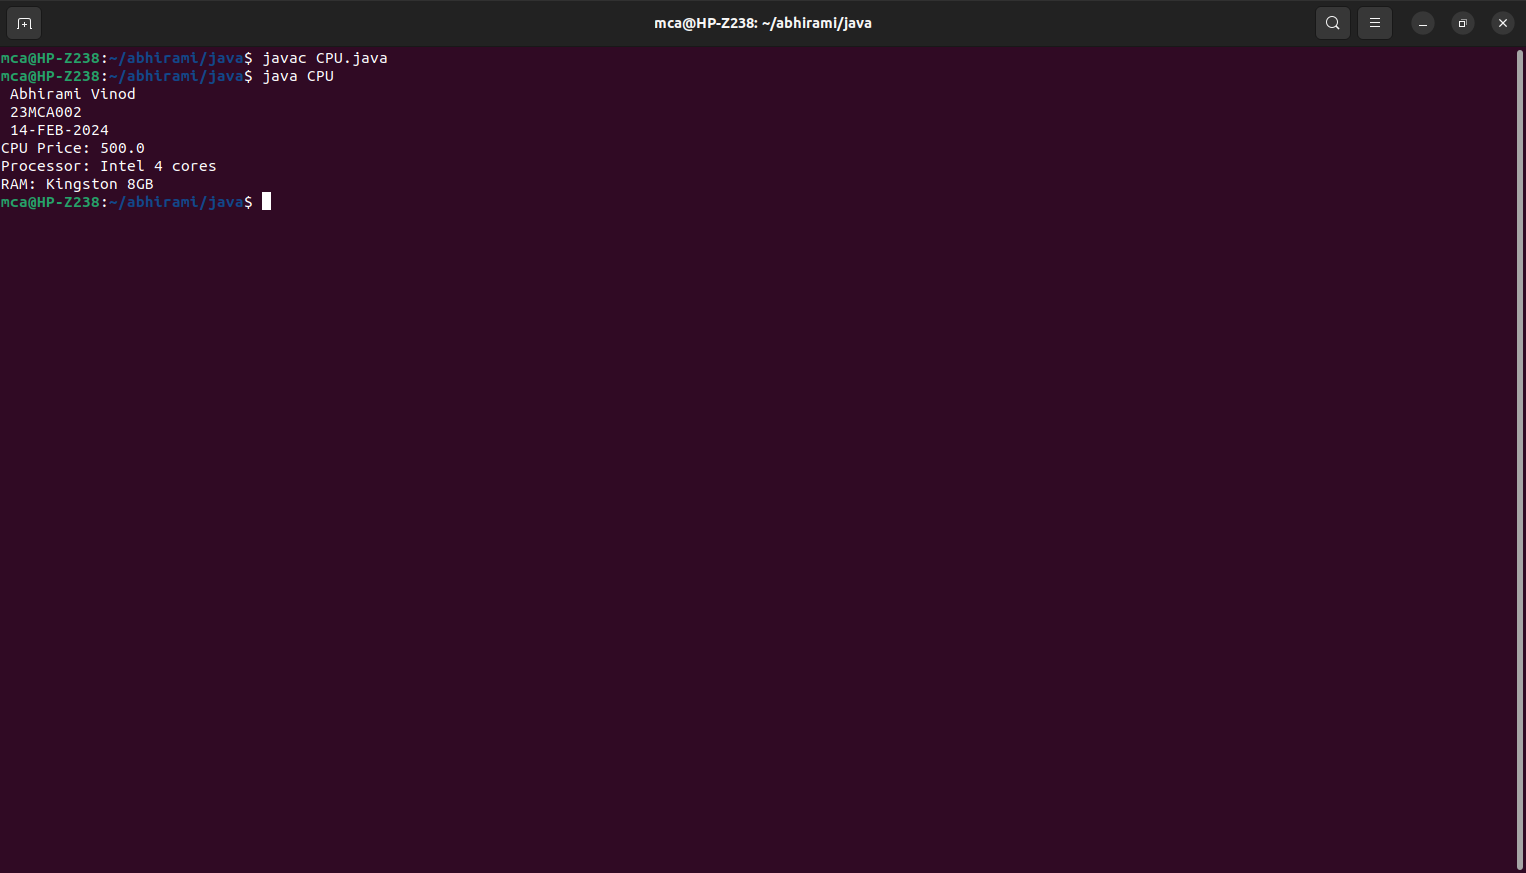 mca@HP-Z238: ~/abhirami/java
mca@HP-Z238:~/abhirami/java$ javac CPU.java
mca@HP-Z238:~/abhirami/java$ java CPU
 Abhirami Vinod
 23MCA002
 14-FEB-2024
CPU Price: 500.0
Processor: Intel 4 cores
RAM: Kingston 8GB
mca@HP-Z238:~/abhirami/java$